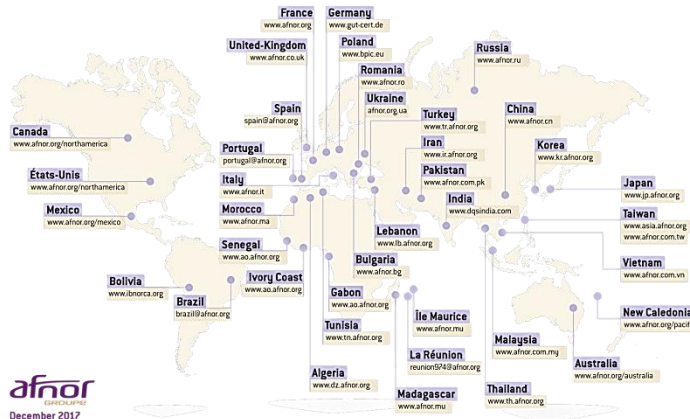 France
www.afnor.org
Germany
www.gut-cert.de
United-Kingdom
www.afnor.co.uk
Poland
www.bpic.eu
Russia
www.afnor.ru
Romania
www.afnor.ro
Ukraine
afnor.org.ua
Spain
spain@afnor.org
Turkey
www.tr.afnor.org
China
www.afnor.cn
Canada
www.afnor.org/northamerica
Portugal
portugal@afnor.org
Iran
www.ir.afnor.org
Korea
www.kr.afnor.org
États-Unis
www.afnor.org/northamerica
Italy
www.afnor.it
Pakistan
www.afnor.com.pk
Japan
www.jp.afnor.org
Mexico
www.afnor.org/mexico
Morocco
www.afnor.ma
India
www.dqsindia.com
Taiwan
www.asia.afnor.org
www.afnor.com.tw
Lebanon
www.lb.afnor.org
Senegal
www.ao.afnor.org
Bulgaria
www.afnor.bg
Vietnam
www.afnor.com.vn
Bolivia
www.ibnorca.org
Ivory Coast
www.ao.afnor.org
Gabon
www.ao.afnor.org
Brazil
brazil@afnor.org
Île Maurice
www.afnor.mu
New Caledonia
www.afnor.org/pacif
Tunisia
www.tn.afnor.org
Malaysia
www.afnor.com.my
La Réunion
reunion974@afnor.org
Australia
www.afnor.org/australia
Algeria
www.dz.afnor.org
Madagascar
www.afnor.mu
Thailand
www.th.afnor.org
afnor
GROUPE
December 2017